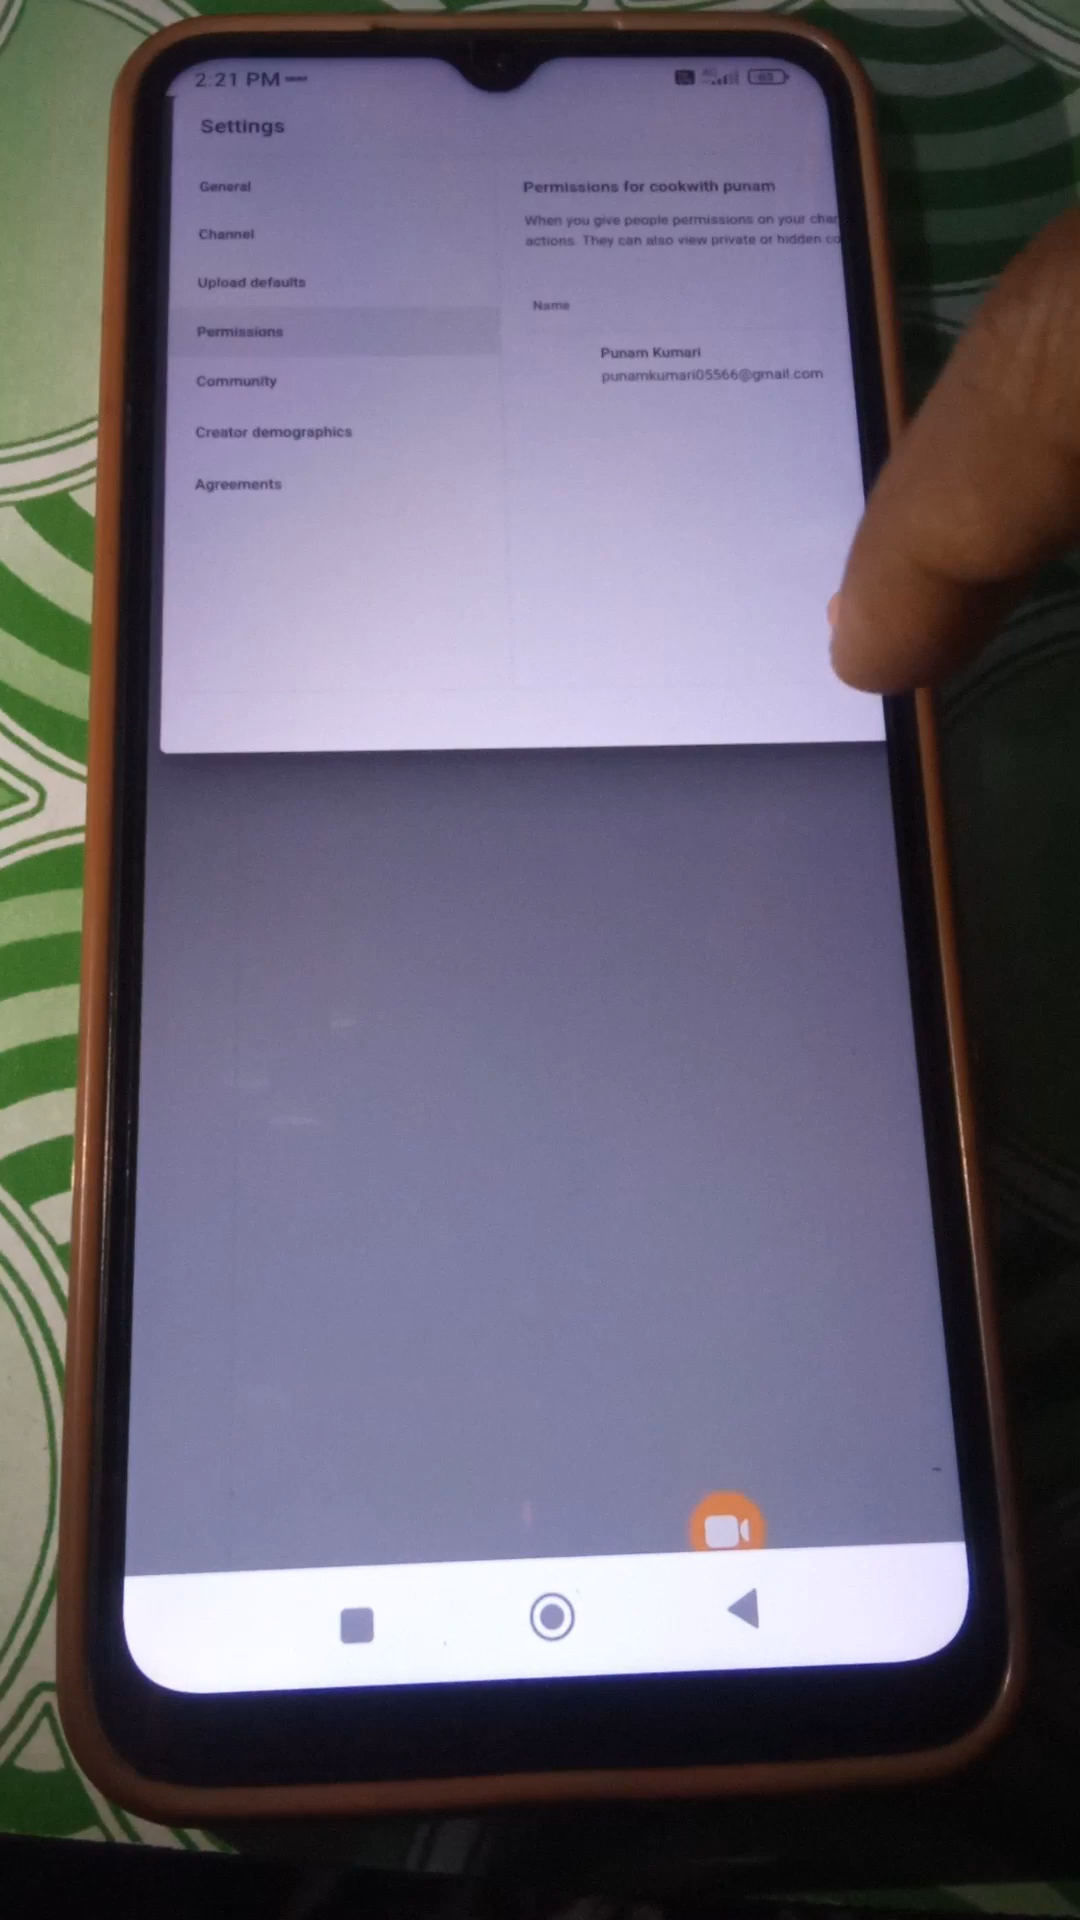 2:21 PM
Settings
General
Channel
Upload defaults
Permissions
Community
Creator demographics
Agreements
Permissions for cookwith punam
When you give people permissions on your chan
actions. They can also view private or hidden co
Name
Punam Kumari
punamkumari05566@gmail.com